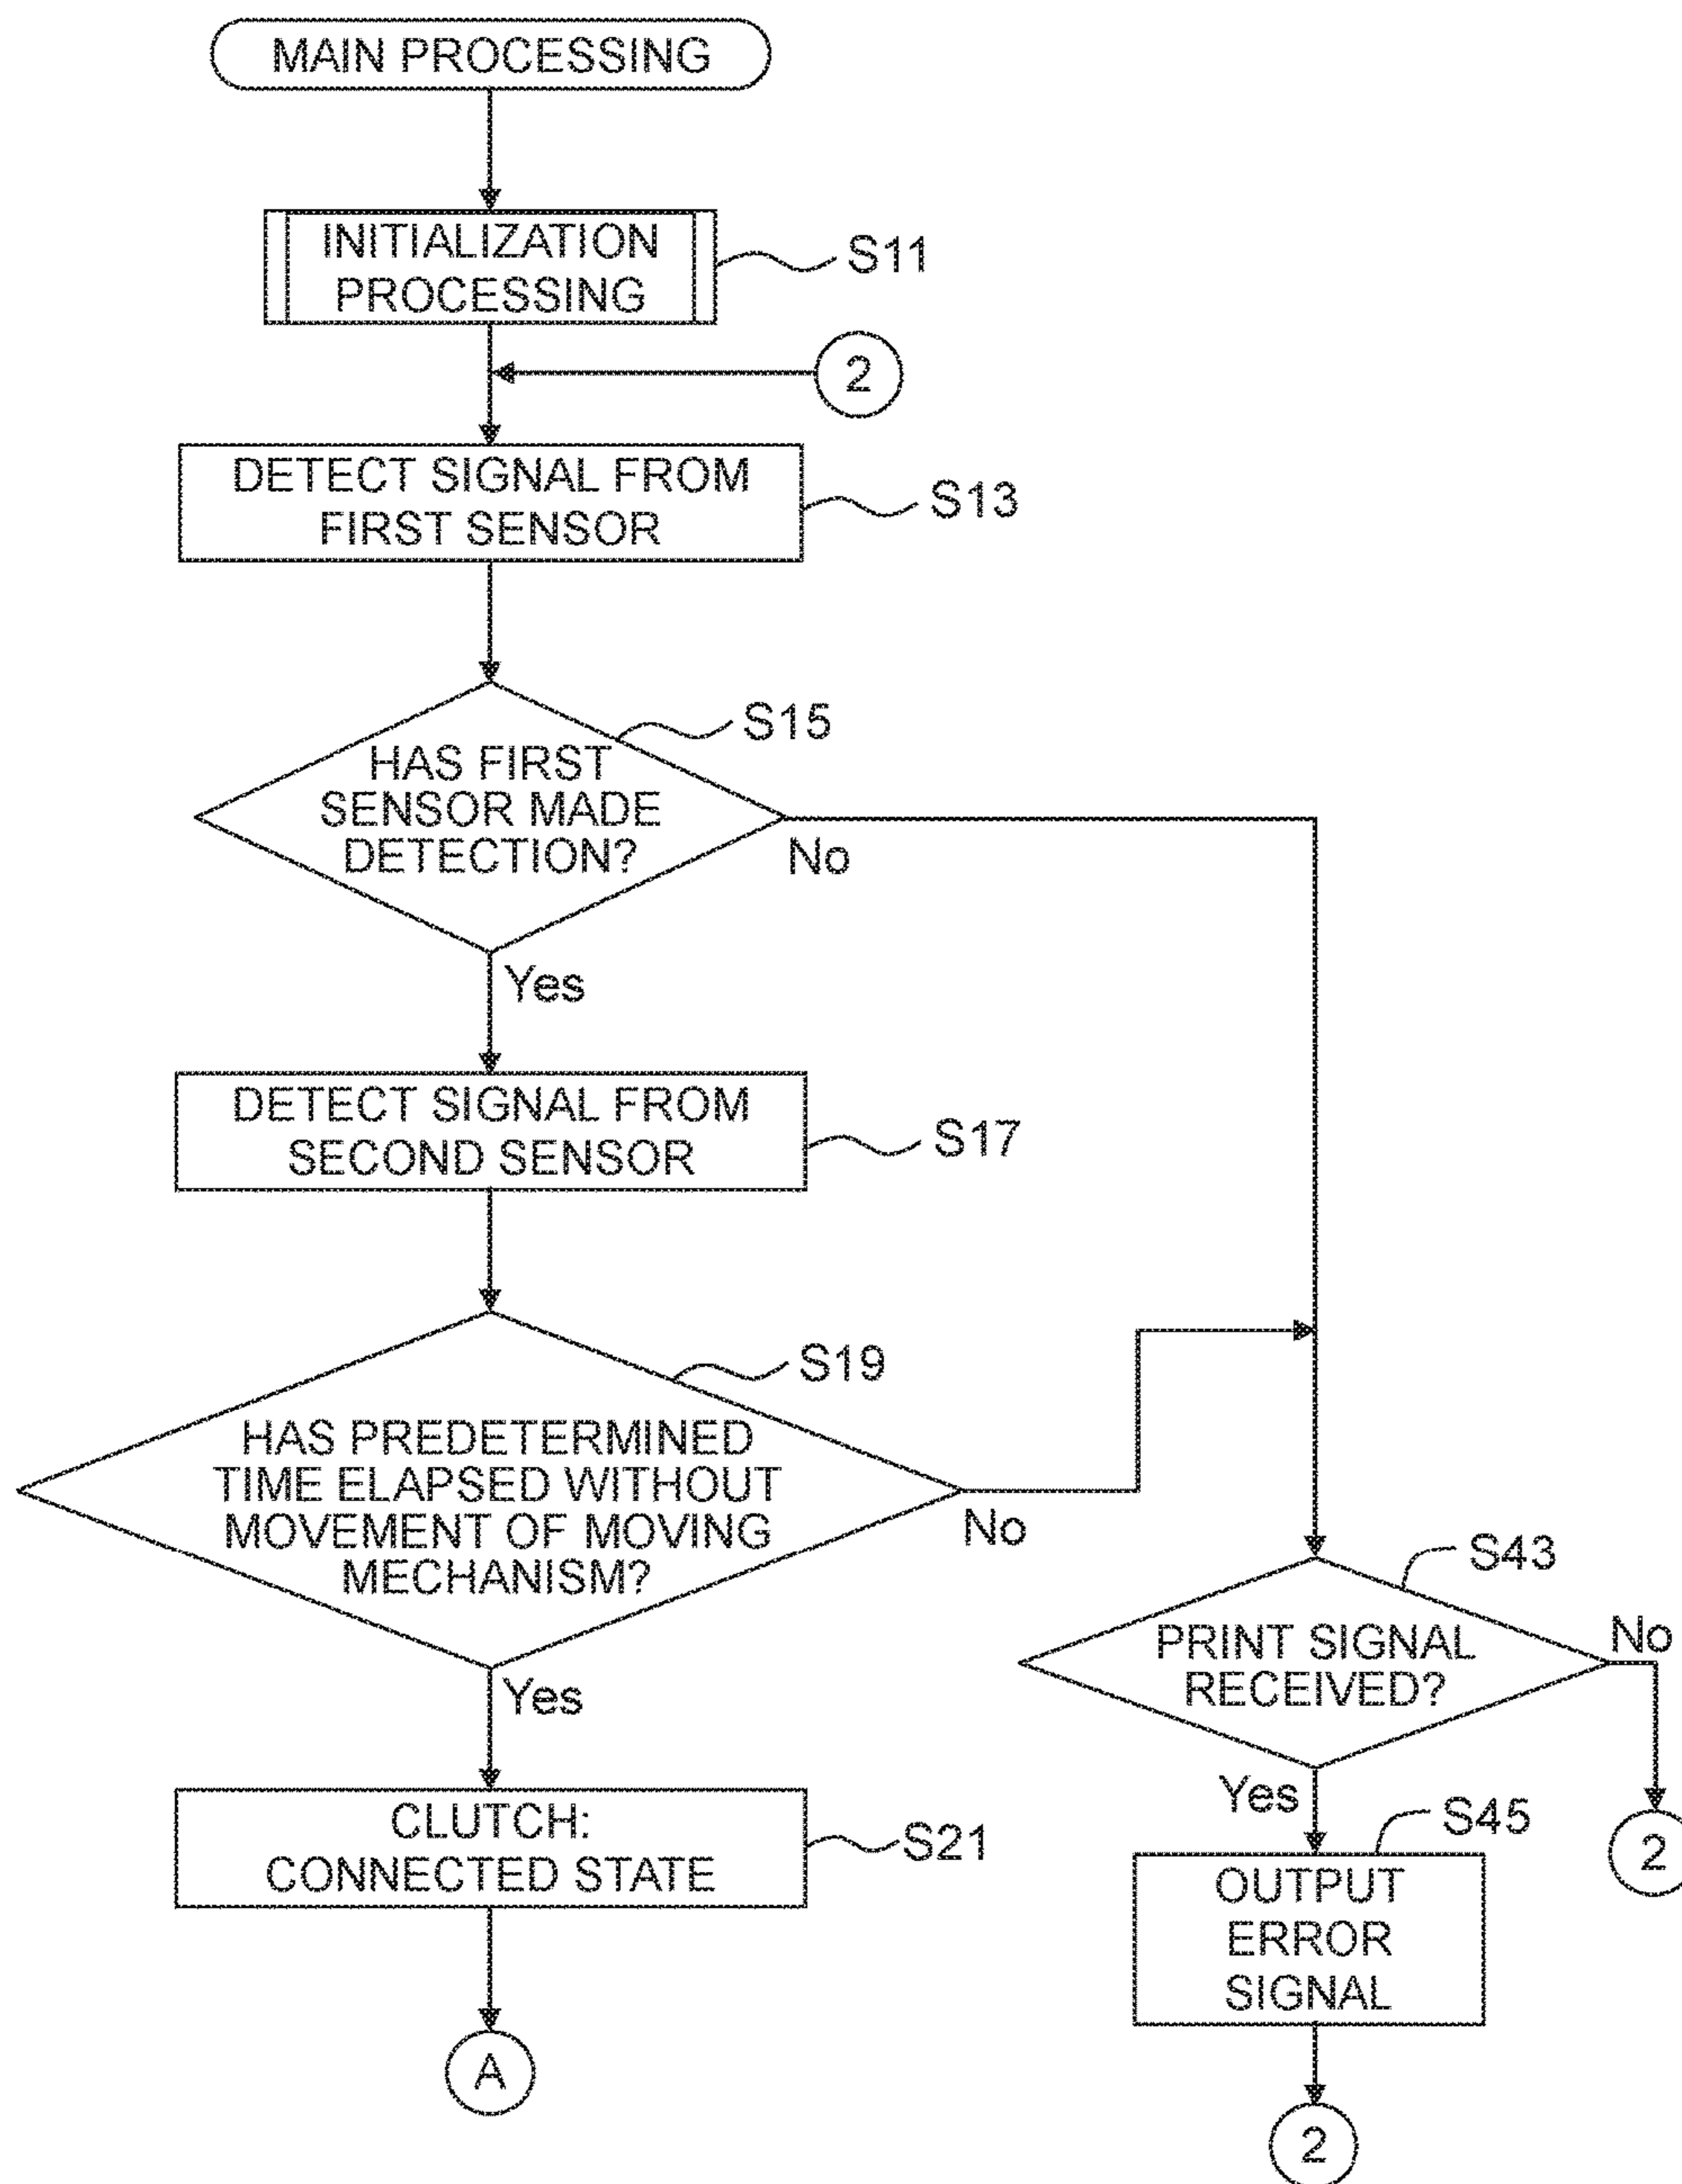 MAIN PROCESSING
INITIALIZATION
PROCESSING
S11
2
DETECT SIGNAL FROM
FIRST SENSOR
S13
S15
HAS FIRST
SENSOR MADE
DETECTION?
No
Yes
DETECT SIGNAL FROM
SECOND SENSOR
S17
S19
HAS PREDETERMINED
TIME ELAPSED WITHOUT
MOVEMENT OF MOVING
MECHANISM?
No
Yes
S43
PRINT SIGNAL
RECEIVED?
No
Yes
2
CLUTCH:
CONNECTED STATE
S21
S45
OUTPUT
ERROR
SIGNAL
A
2